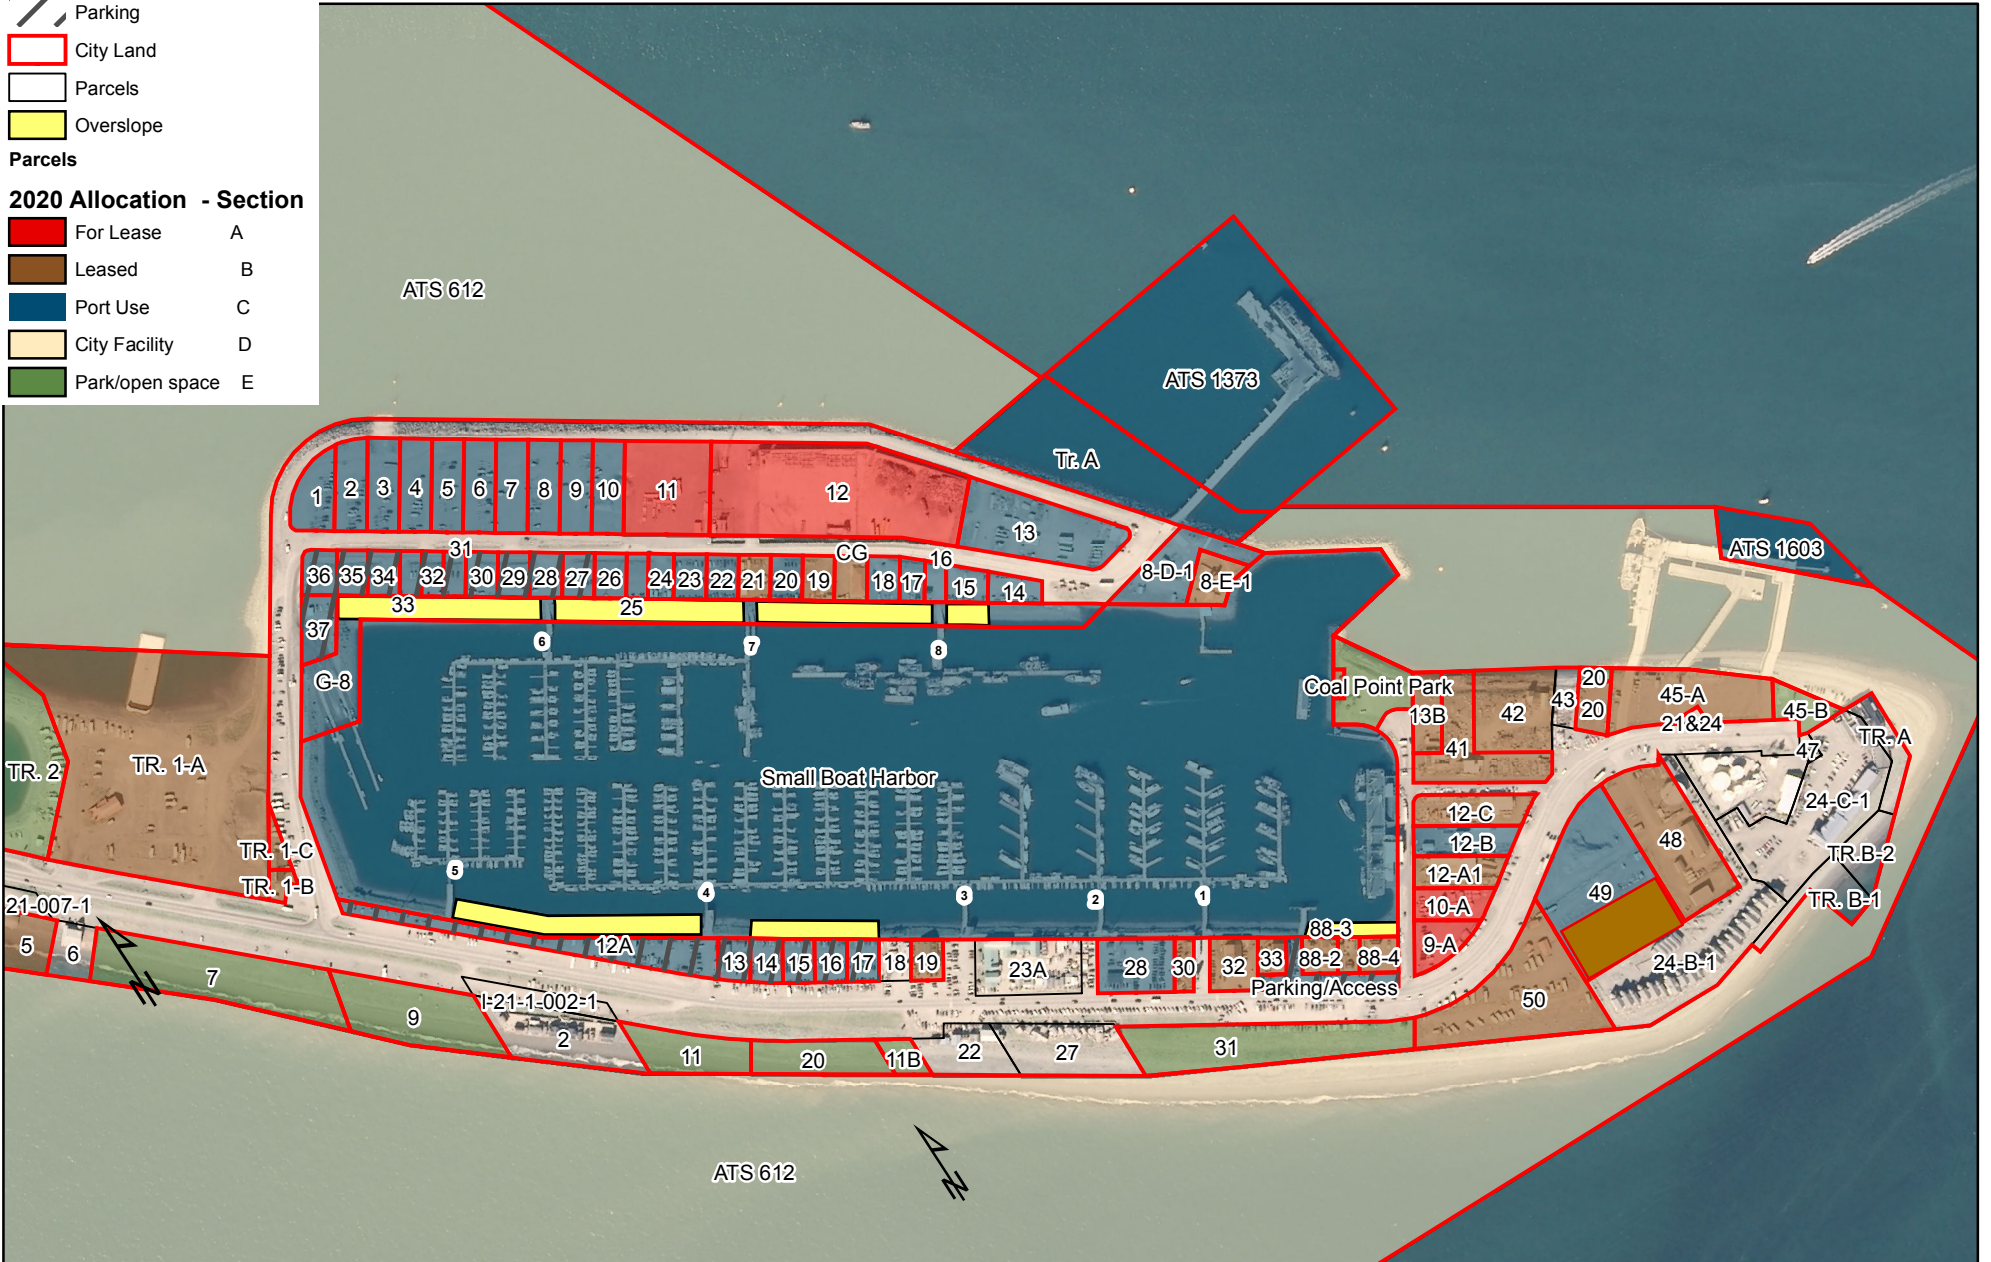 Parking
City Land
Parcels
Overslope
Parcels
2020 Allocation - Section
For Lease A
Leased B
Port Use C
City Facility D
Park/open space E
ATS 612
ATS 1373
Tr. A
ATS 1603
1 2 3 4 5 6 7 8 9 10 11 12 13
31 CG 16
36 35 34 32 30 29 28 27 26 24 23 22 21 20 19 18 17 15 14
8-D-1 8-E-1
33 25
37
6 7 8
G-8
Coal Point Park
13B 42 43 20 20 45-A 45-B
21&24
41 47 TR. A
TR. 2 TR. 1-A
Small Boat Harbor
12-C 24-C-1
12-B 48
TR. 1-C TR.B-2
12-A1
TR. 1-B
5 4 3 2 1
49 TR. B-1
21-007-1
10-A
88-3
5 6 12A 13 14 15 16 17 18 19 23A 28 30 32 33 88-2 88-4 9-A 24-B-1
7 Parking/Access 50
I-21-1-002-1
9 2 11 20 11B 22 27 31
N
N
ATS 612